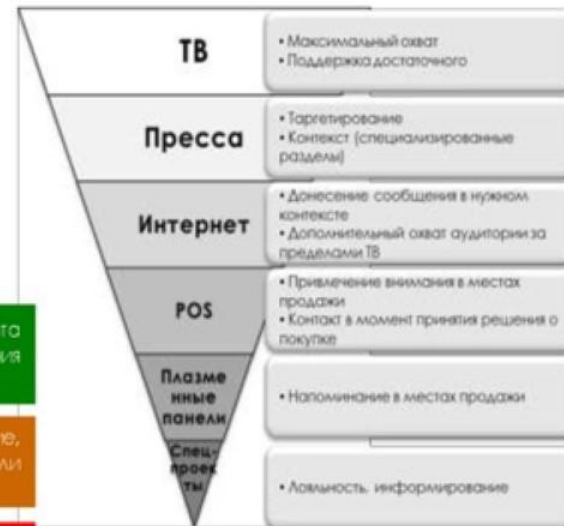 ТВ
• Максимальный охват
• Поддержка достаточного
Пресса
• Таргетирование
• Контекст (специализированные
разделы)
Интернет
• Донесение сообщения в нужном
контексте
• Дополнительный охват аудитории за
пределами ТВ
POS
• Привлечение внимания в местах
продажи
• Контакт в момент принятия решения о
покупке
Плазме
нные
панели
• Напоминание в местах продажи
Спец-
проек
ты
• Лояльность, информирование